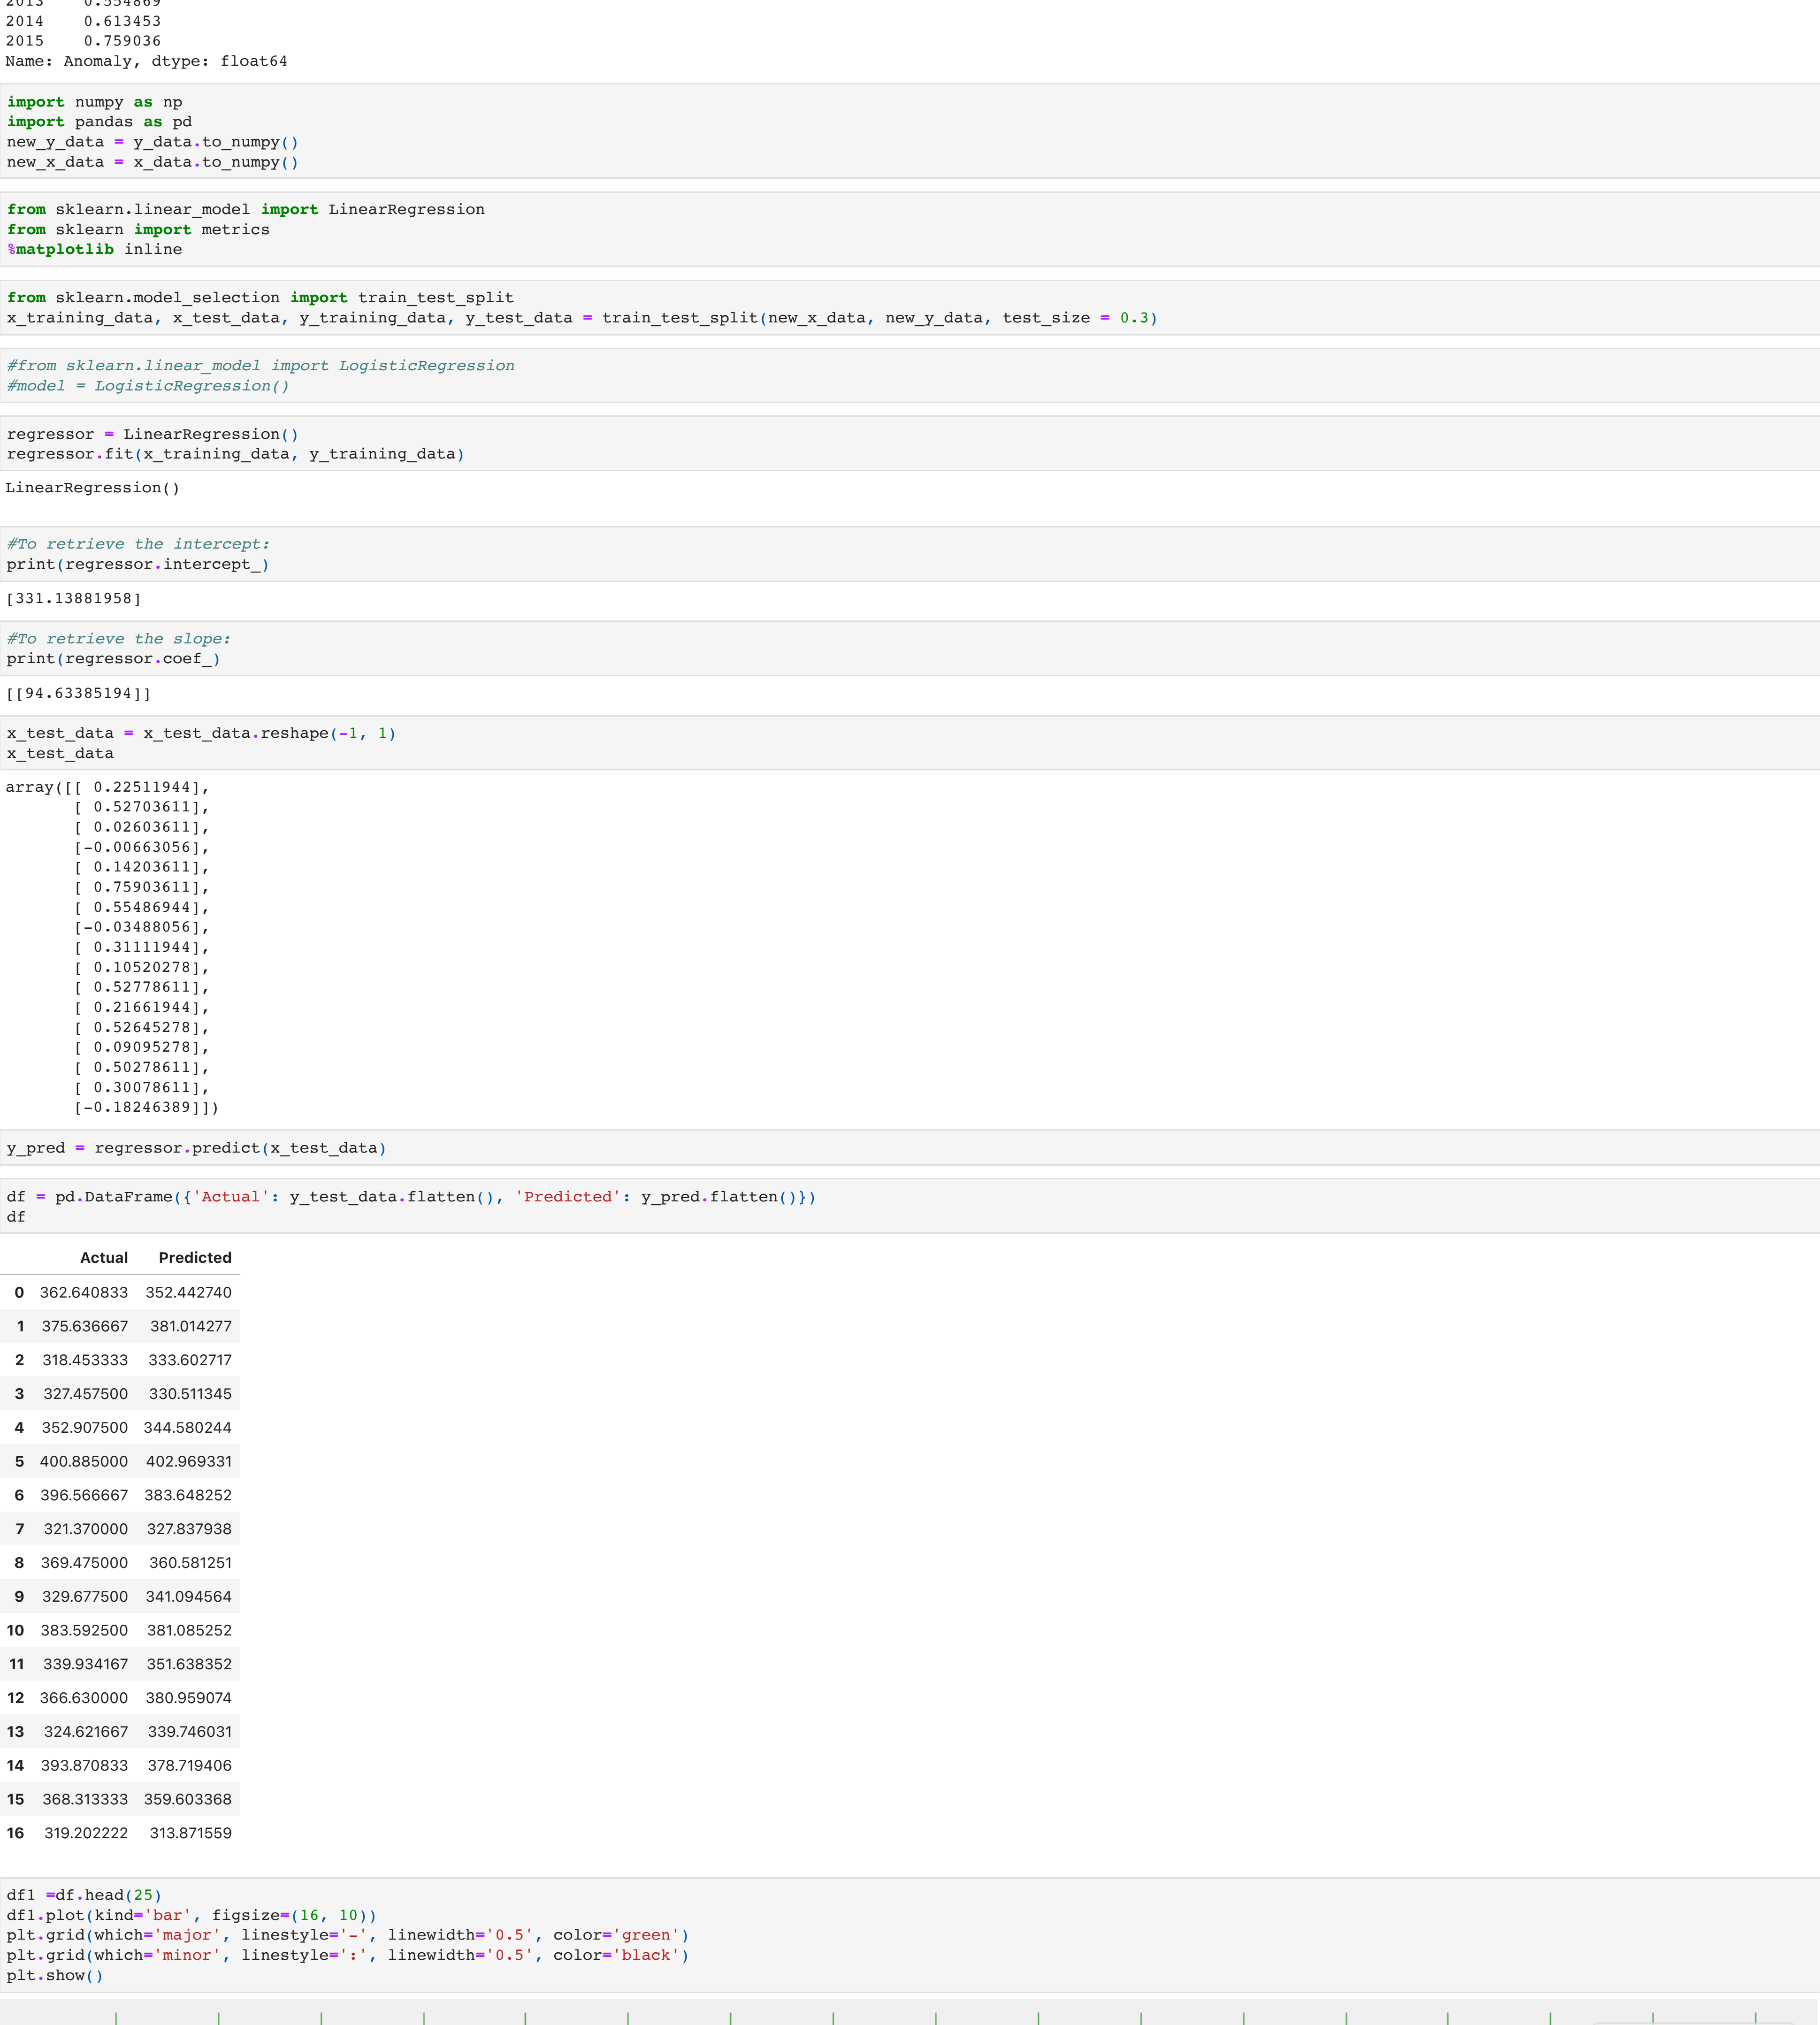 2013    0.554869
2014    0.613453
2015    0.759036
Name: Anomaly, dtype: float64
import numpy as np
import pandas as pd
new_y_data = y_data.to_numpy()
new_x_data = x_data.to_numpy()
from sklearn.linear_model import LinearRegression
from sklearn import metrics
%matplotlib inline
from sklearn.model_selection import train_test_split
x_training_data, x_test_data, y_training_data, y_test_data = train_test_split(new_x_data, new_y_data, test_size = 0.3)
#from sklearn.linear_model import LogisticRegression
#model = LogisticRegression()
regressor = LinearRegression()
regressor.fit(x_training_data, y_training_data)
LinearRegression()
#To retrieve the intercept:
print(regressor.intercept_)
[331.13881958]
#To retrieve the slope:
print(regressor.coef_)
[[94.63385194]]
x_test_data = x_test_data.reshape(-1, 1)
x_test_data
array([[ 0.22511944],
[ 0.52703611],
[ 0.02603611],
[-0.00663056],
[ 0.14203611],
[ 0.75903611],
[ 0.55486944],
[-0.03488056],
[ 0.31111944],
[ 0.10520278],
[ 0.52778611],
[ 0.21661944],
[ 0.52645278],
[ 0.09095278],
[ 0.50278611],
[ 0.30078611],
[-0.18246389]])
y_pred = regressor.predict(x_test_data)
df = pd.DataFrame({'Actual': y_test_data.flatten(), 'Predicted': y_pred.flatten()})
df
Actual Predicted
0 362.640833 352.442740
1 375.636667 381.014277
2 318.453333 333.602717
3 327.457500 330.511345
4 352.907500 344.580244
5 400.885000 402.969331
6 396.566667 383.648252
7 321.370000 327.837938
8 369.475000 360.581251
9 329.677500 341.094564
10 383.592500 381.085252
11 339.934167 351.638352
12 366.630000 380.959074
13 324.621667 339.746031
14 393.870833 378.719406
15 368.313333 359.603368
16 319.202222 313.871559
df1 =df.head(25)
df1.plot(kind='bar', figsize=(16, 10))
plt.grid(which='major', linestyle='-', linewidth='0.5', color='green')
plt.grid(which='minor', linestyle=':', linewidth='0.5', color='black')
plt.show()